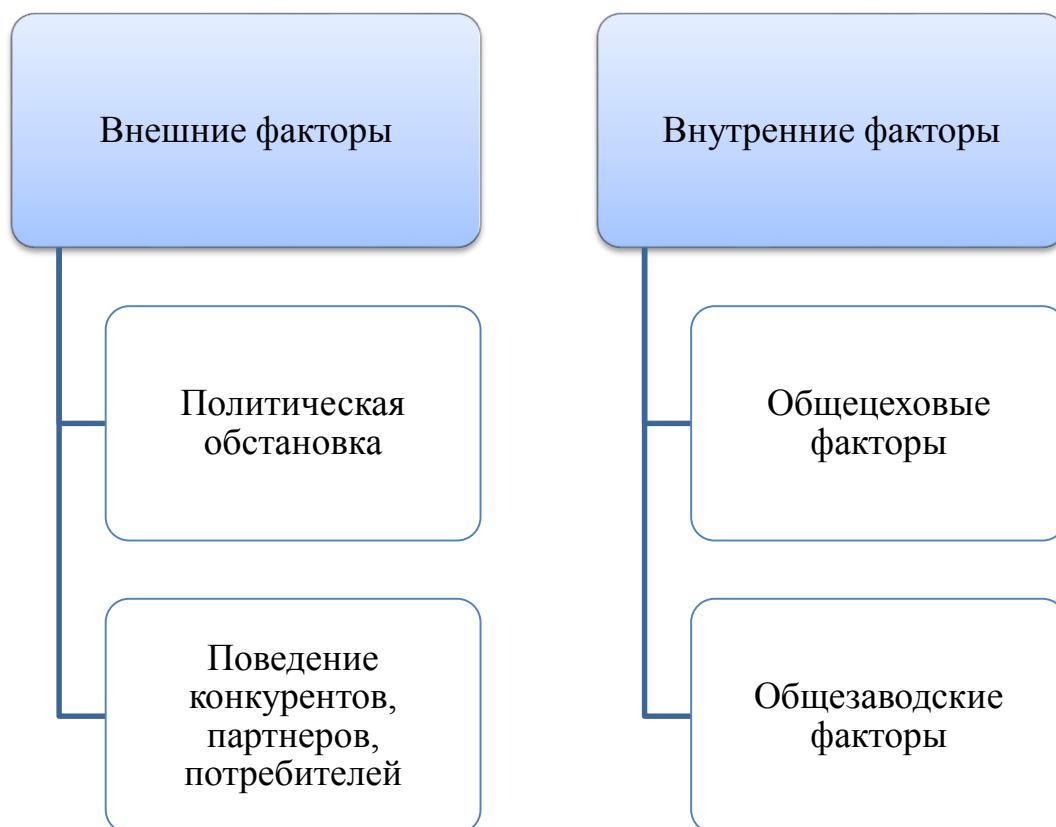 Внешние факторы
Политическая
обстановка
Поведение
конкурентов,
партнеров,
потребителей
Внутренние факторы
Общецеховые
факторы
Общезаводские
факторы